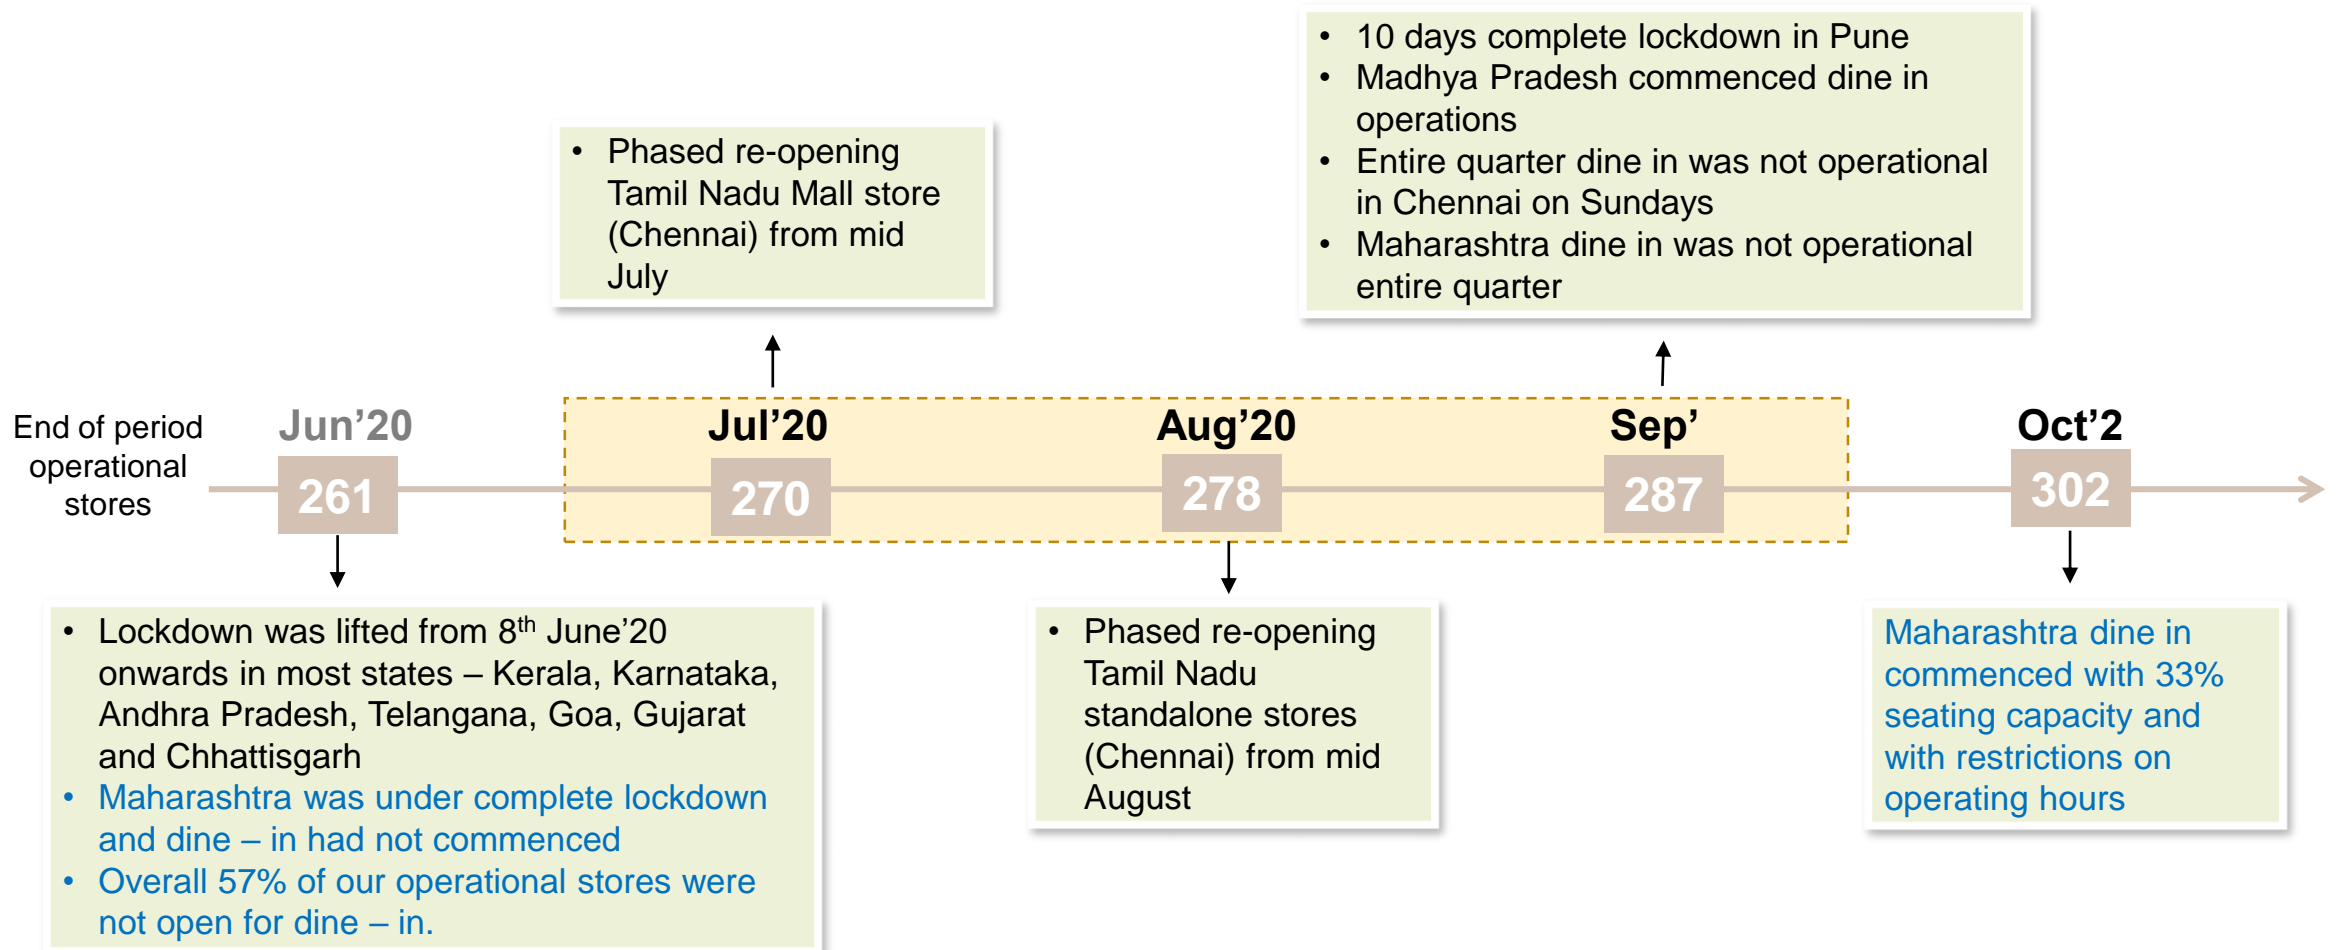 • 10 days complete lockdown in Pune
• Madhya Pradesh commenced dine in
operations
• Entire quarter dine in was not operational
in Chennai on Sundays
• Maharashtra dine in was not operational
entire quarter
• Phased re-opening
Tamil Nadu Mall store
(Chennai) from mid
July
End of period
operational
stores
Jun’20
Jul’20
Aug’20
Sep’
Oct’2
261
270
278
287
302
• Lockdown was lifted from 8th June’20
onwards in most states – Kerala, Karnataka,
Andhra Pradesh, Telangana, Goa, Gujarat
and Chhattisgarh
• Maharashtra was under complete lockdown
and dine – in had not commenced
• Overall 57% of our operational stores were
not open for dine – in.
• Phased re-opening
Tamil Nadu
standalone stores
(Chennai) from mid
August
Maharashtra dine in
commenced with 33%
seating capacity and
with restrictions on
operating hours